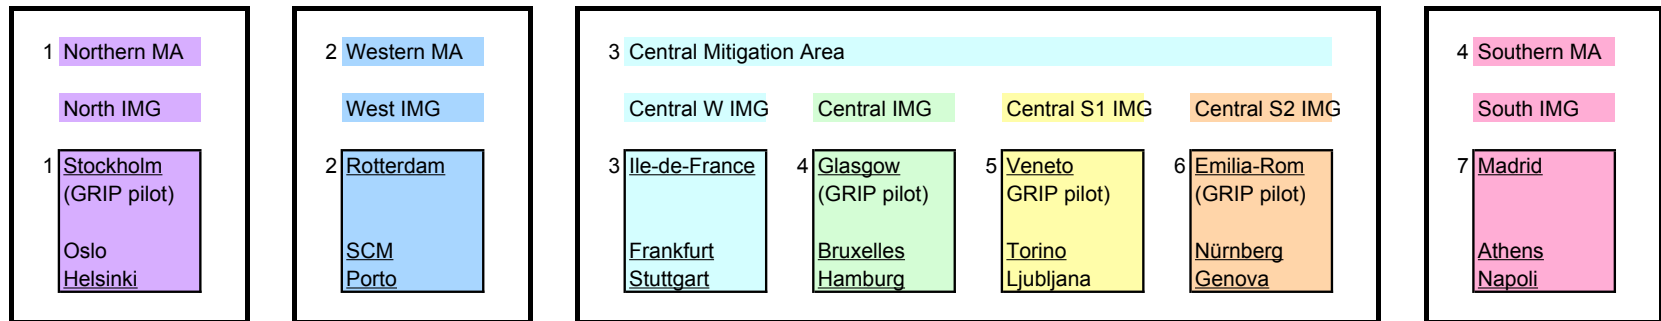 1 Northern MA
North IMG
1 Stockholm
(GRIP pilot)
Oslo
Helsinki
2 Western MA
West IMG
2 Rotterdam
SCM
Porto
3 Central Mitigation Area
Central W IMG
3 Ile-de-France
Frankfurt
Stuttgart
Central IMG
4 Glasgow
(GRIP pilot)
Bruxelles
Hamburg
Central S1 IMG
5 Veneto
GRIP pilot)
Torino
Ljubljana
Central S2 IMG
6 Emilia-Rom
(GRIP pilot)
Nürnberg
Genova
4 Southern MA
South IMG
7 Madrid
Athens
Napoli